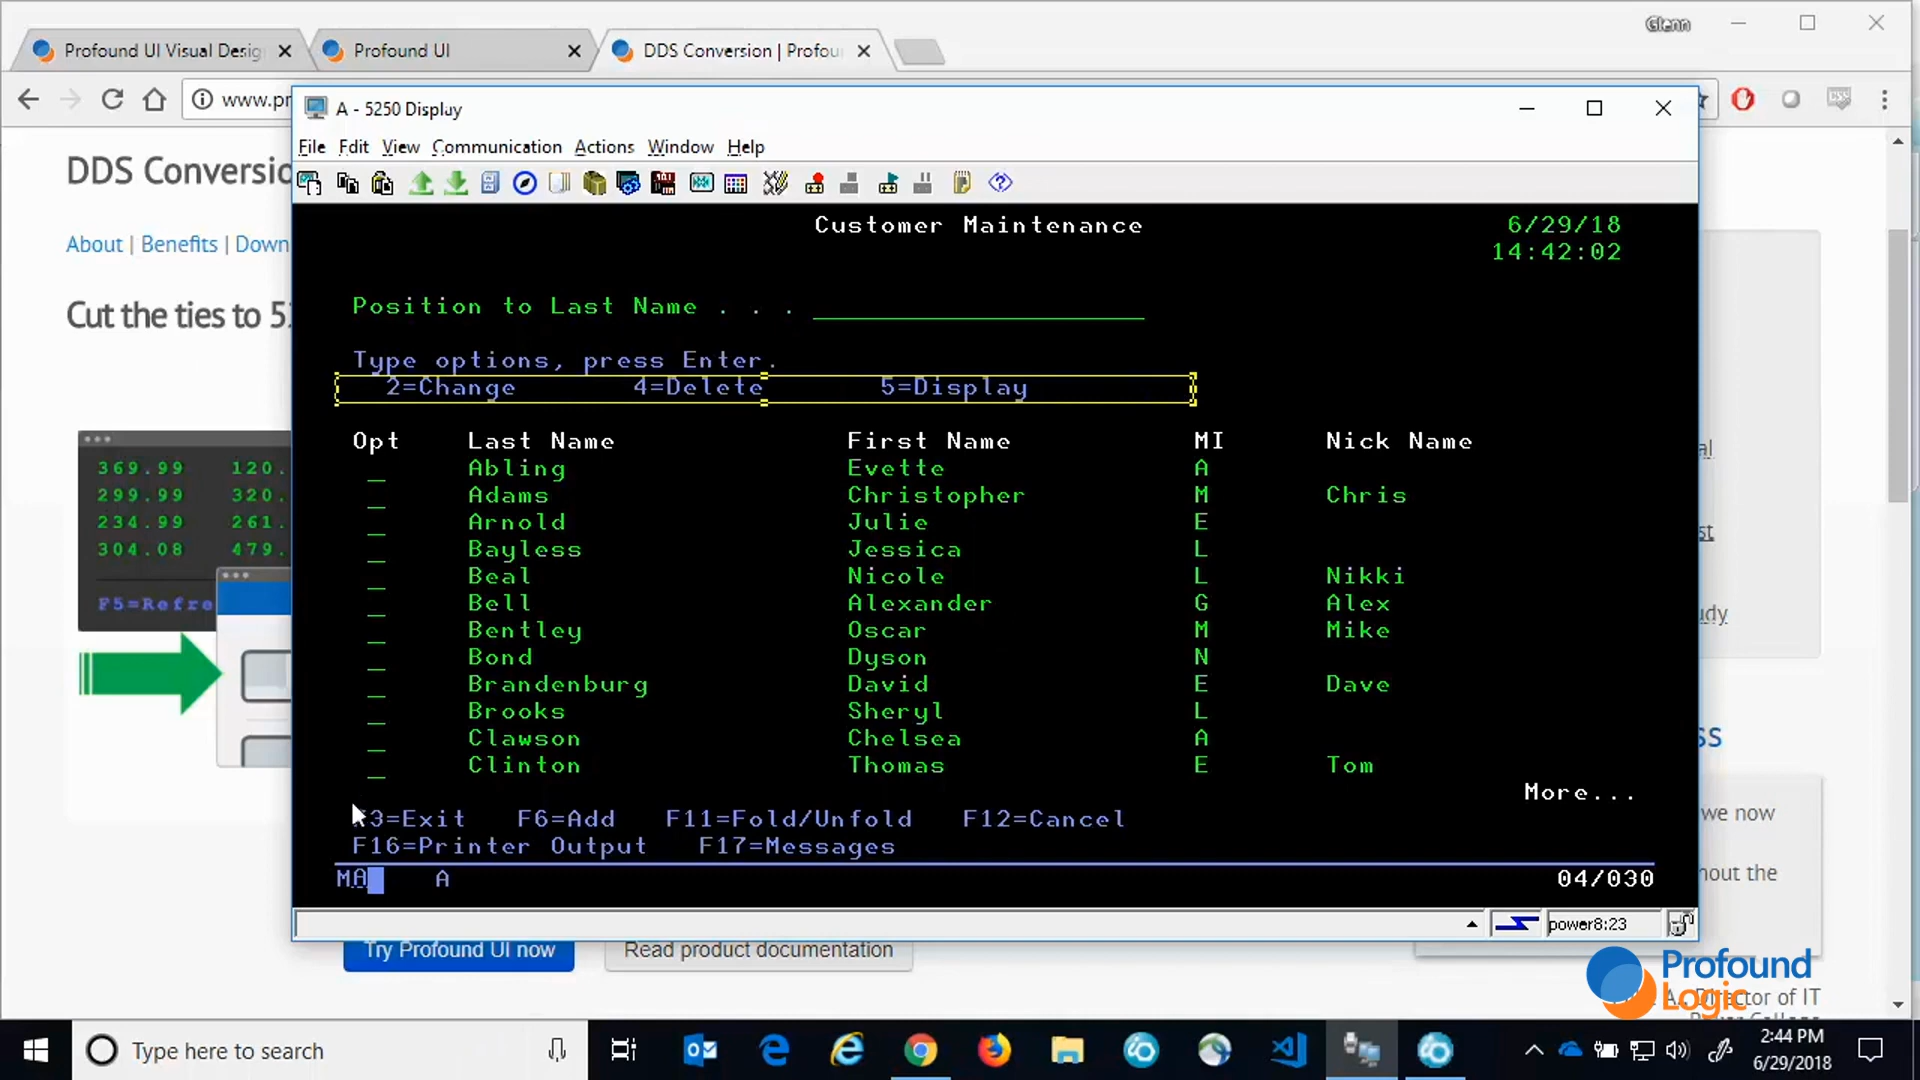 Glenn
Profound UI Visual Desig
Profound UI
DDS Conversion | Profou
www.pr
A - 5250 Display
File Edit View Communication Actions Window Help
DDS Conversio
About | Benefits | Down
Cut the ties to 5
369.99 120.
299.99 320.
234.99 261.
304.08 479.
F5=Refre
Customer Maintenance 6/29/18
14:42:02
Position to Last Name . . .
Type options, press Enter.
2=Change 4=Delete 5=Display
Opt Last Name First Name MI Nick Name
Abling Evette A
Adams Christopher M Chris
Arnold Julie E
Bayless Jessica L
Beal Nicole L Nikki
Bell Alexander G Alex
Bentley Oscar M Mike
Bond Dyson N
Brandenburg David E Dave
Brooks Sheryl L
Clawson Chelsea A
Clinton Thomas E Tom
More...
F3=Exit F6=Add F11=Fold/Unfold F12=Cancel
F16=Printer Output F17=Messages
MA A 04/030
power8:23
we now
hout the
Try Profound UI now
Read product documentation
Profound
Logic
Director of IT
Type here to search
2:44 PM
6/29/2018